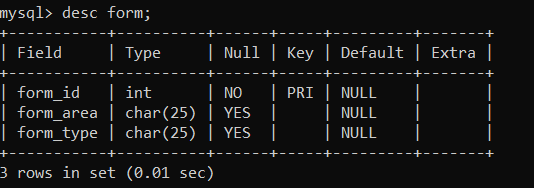 mysql> desc form;
+-----------+----------+------+-----+---------+-------+
| Field     | Type     | Null | Key | Default | Extra |
+-----------+----------+------+-----+---------+-------+
| form_id   | int      | NO   | PRI | NULL    |       |
| form_area | char(25) | YES  |     | NULL    |       |
| form_type | char(25) | YES  |     | NULL    |       |
+-----------+----------+------+-----+---------+-------+
3 rows in set (0.01 sec)